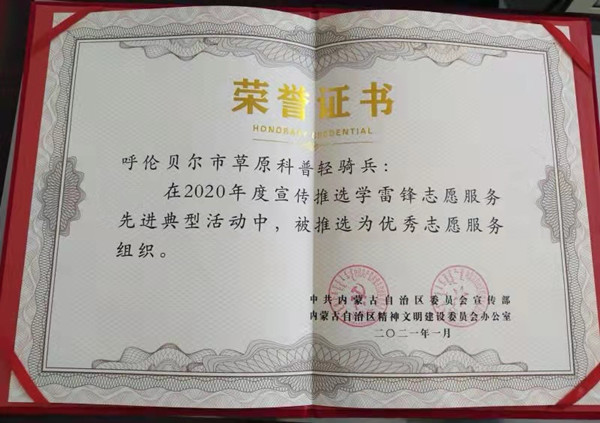 荣誉证书
呼伦贝尔市草原科普轻骑兵：
在2020年度宣传推选学雷锋志愿服务
先进典型活动中，被推选为优秀志愿服务
组织。
中共内蒙古自治区委员会宣传部
内蒙古自治区精神文明建设委员会办公室
二〇二一年一月